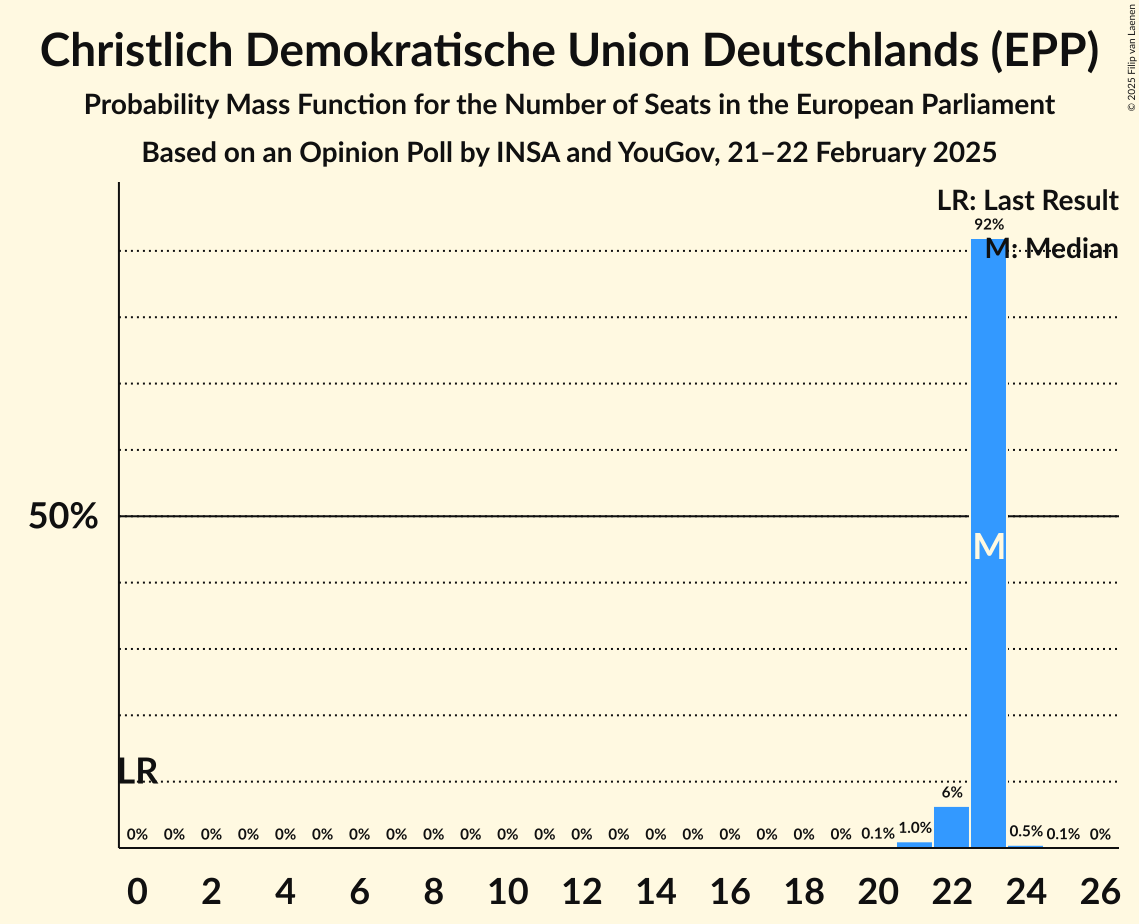 Christlich Demokratische Union Deutschlands (EPP)
Probability Mass Function for the Number of Seats in the European Parliament
Based on an Opinion Poll by INSA and YouGov, 21–22 February 2025
© 2025 Filip van Laenen
LR: Last Result
92%
M: Median
50%
M
LR
6%
0% 0% 0% 0% 0% 0% 0% 0% 0% 0% 0% 0% 0% 0% 0% 0% 0% 0% 0% 0% 0.1% 1.0% 0.5% 0.1% 0%
0 2 4 6 8 10 12 14 16 18 20 22 24 26